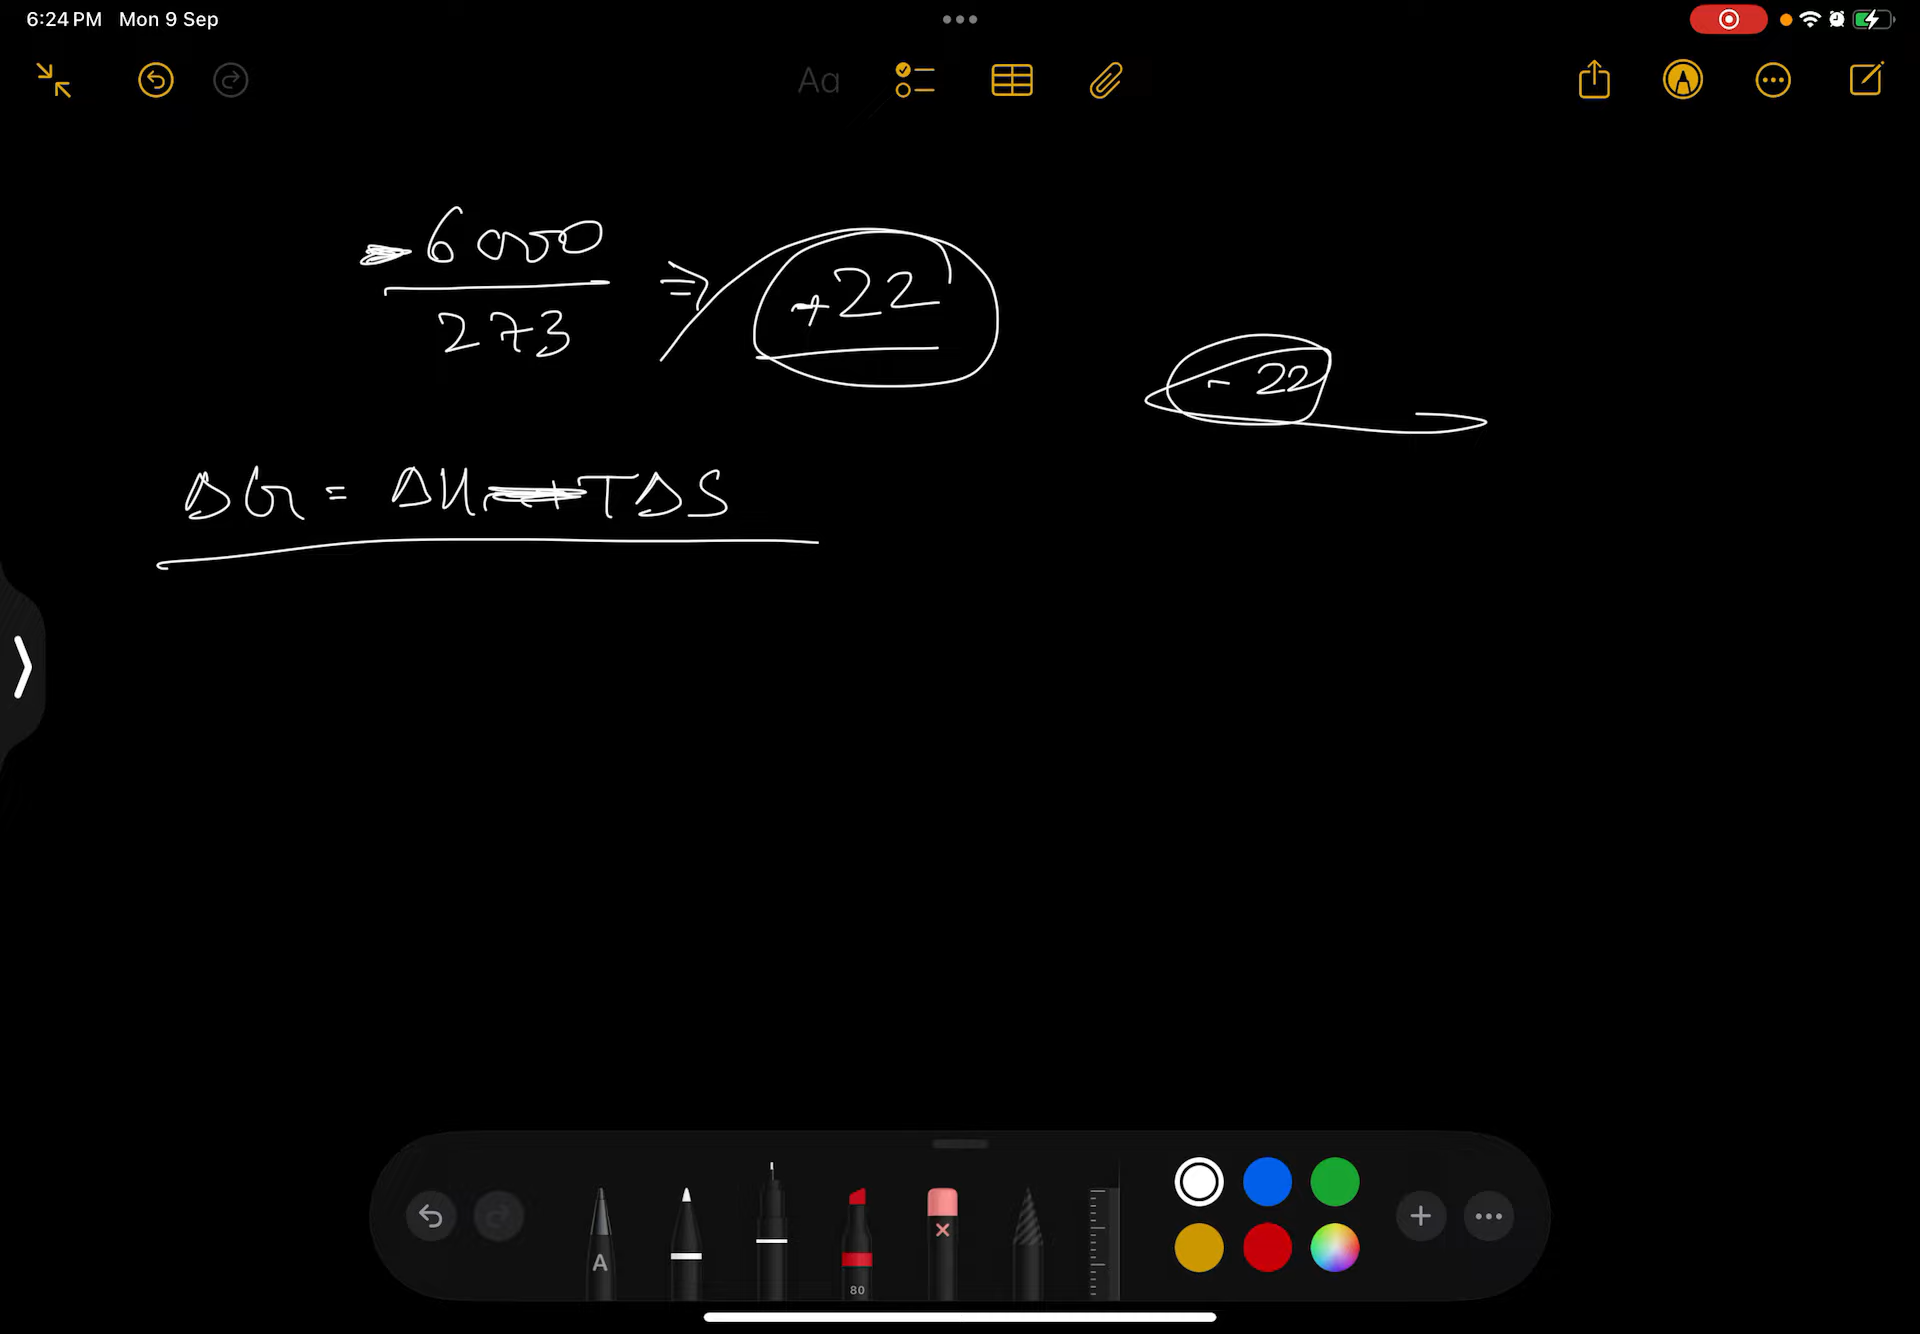 6:24 PM Mon 9 Sep
Aa
-6000
273
⇒ +22
- 22
ΔG = ΔH - TΔS
A
80